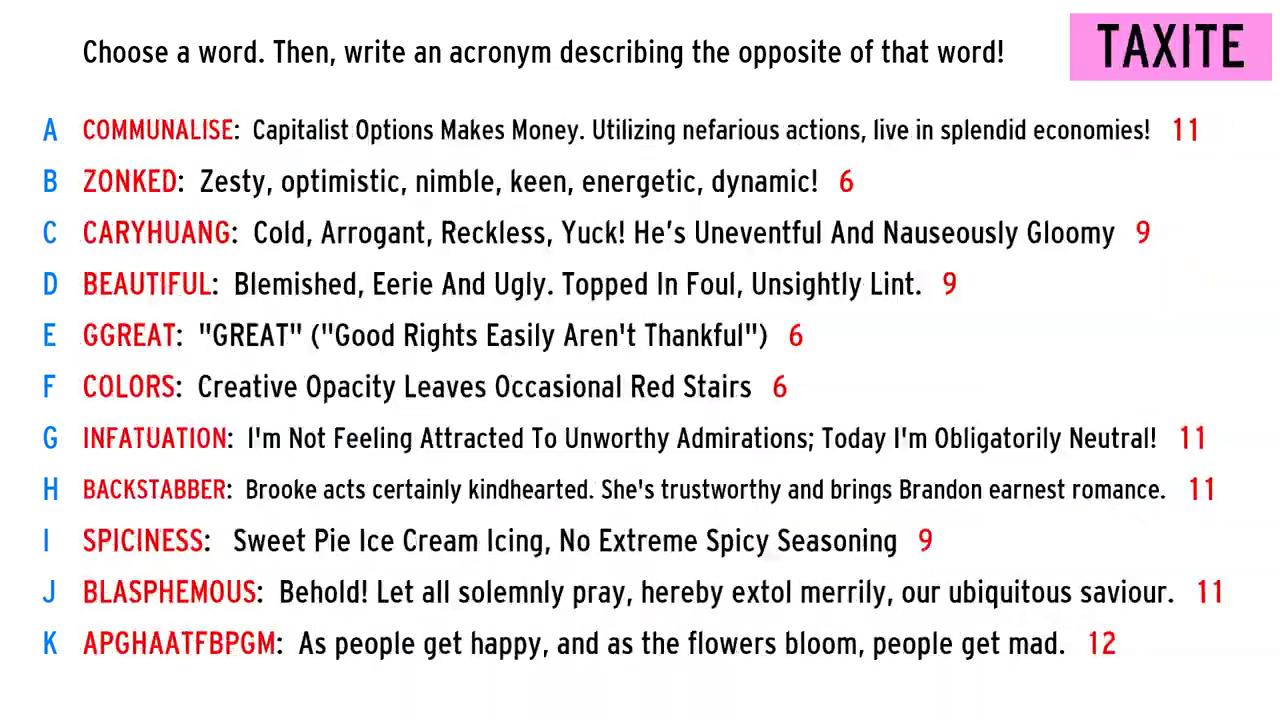 Choose a word. Then, write an acronym describing the opposite of that word!
TAXITE
A COMMUNALISE: Capitalist Options Makes Money. Utilizing nefarious actions, live in splendid economies! 11
B ZONKED: Zesty, optimistic, nimble, keen, energetic, dynamic! 6
C CARYHUANG: Cold, Arrogant, Reckless, Yuck! He's Uneventful And Nauseously Gloomy 9
D BEAUTIFUL: Blemished, Eerie And Ugly. Topped In Foul, Unsightly Lint. 9
E GGREAT: "GREAT" ("Good Rights Easily Aren't Thankful") 6
F COLORS: Creative Opacity Leaves Occasional Red Stairs 6
G INFATUATION: I'm Not Feeling Attracted To Unworthy Admirations; Today I'm Obligatorily Neutral! 11
H BACKSTABBER: Brooke acts certainly kindhearted. She's trustworthy and brings Brandon earnest romance. 11
I SPICINESS: Sweet Pie Ice Cream Icing, No Extreme Spicy Seasoning 9
J BLASPHEMOUS: Behold! Let all solemnly pray, hereby extol merrily, our ubiquitous saviour. 11
K APGHAATFBPGM: As people get happy, and as the flowers bloom, people get mad. 12